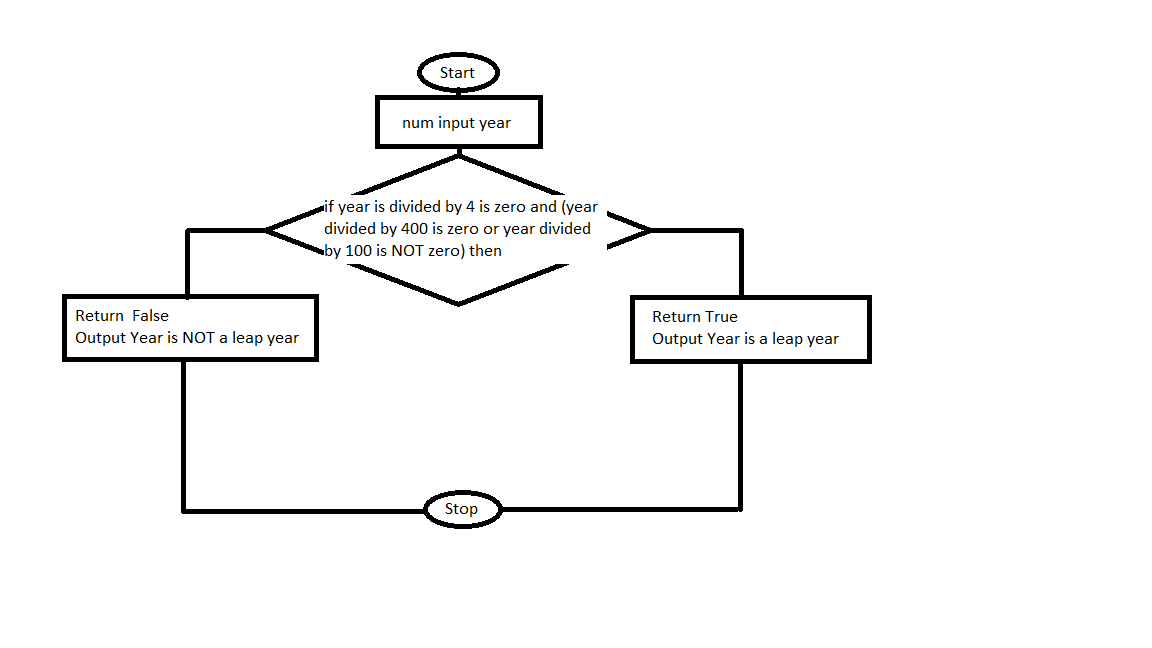 Start
num input year
if year is divided by 4 is zero and (year
divided by 400 is zero or year divided
by 100 is NOT zero) then
Return  False
Output Year is NOT a leap year
Return True
Output Year is a leap year
Stop